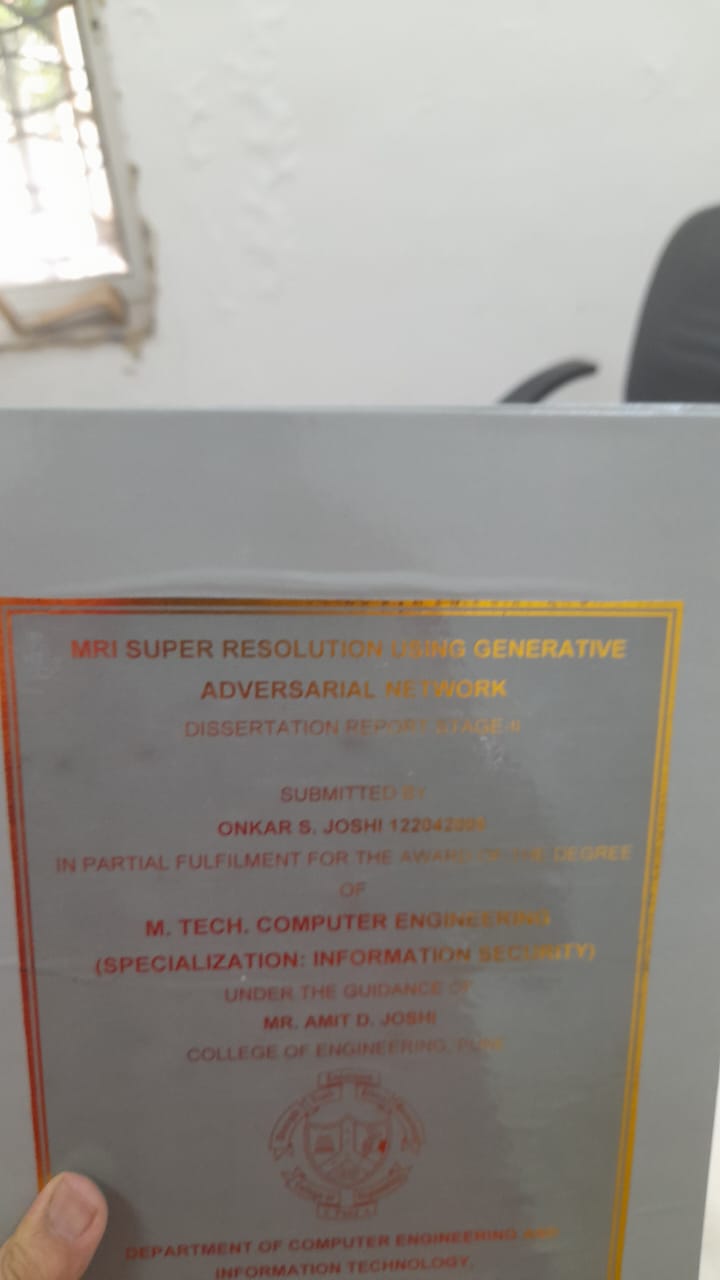 MRI SUPER RESOLUTION USING GENERATIVE
ADVERSARIAL NETWORK
DISSERTATION REPORT STAGE-II
SUBMITTED BY
ONKAR S. JOSHI
IN PARTIAL FULFILMENT FOR THE AWARD OF THE DEGREE
OF
M. TECH. COMPUTER ENGINEERING
(SPECIALIZATION: INFORMATION SECURITY)
UNDER THE GUIDANCE OF
MR. AMIT D. JOSHI
COLLEGE OF ENGINEERING, PUNE
DEPARTMENT OF COMPUTER ENGINEERING AND
INFORMATION TECHNOLOGY,